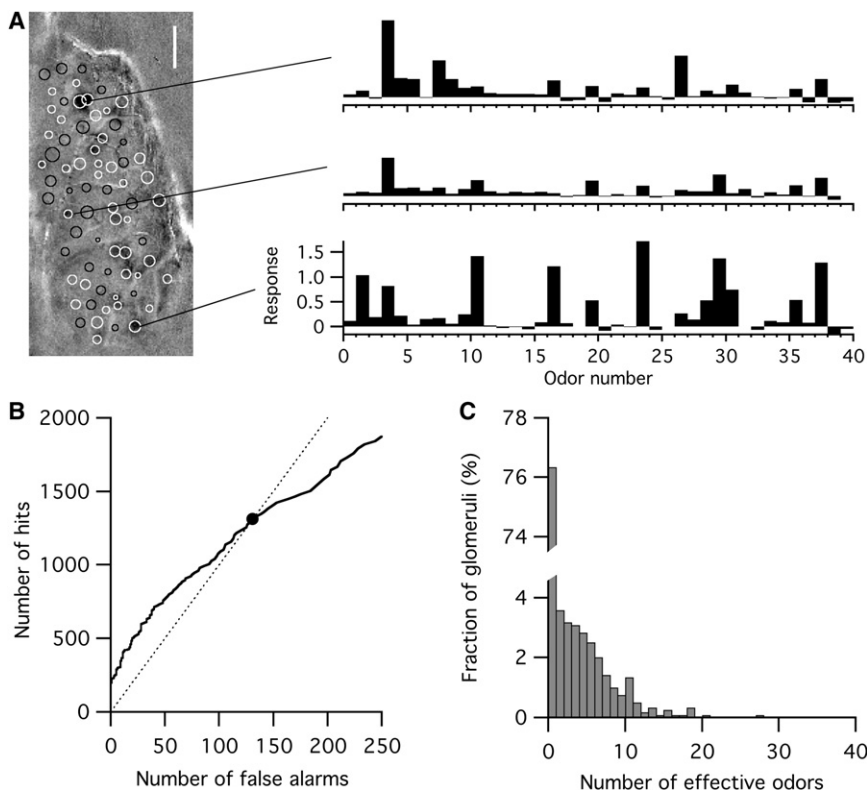 A
Response
1.5
1.0
0.5
0
0 5 10 15 20 25 30 35 40
Odor number
B
Number of hits
2000
1500
1000
500
0
0 50 100 150 200 250
Number of false alarms
C
Fraction of glomeruli (%)
78
76
74
4
2
0
0 10 20 30 40
Number of effective odors